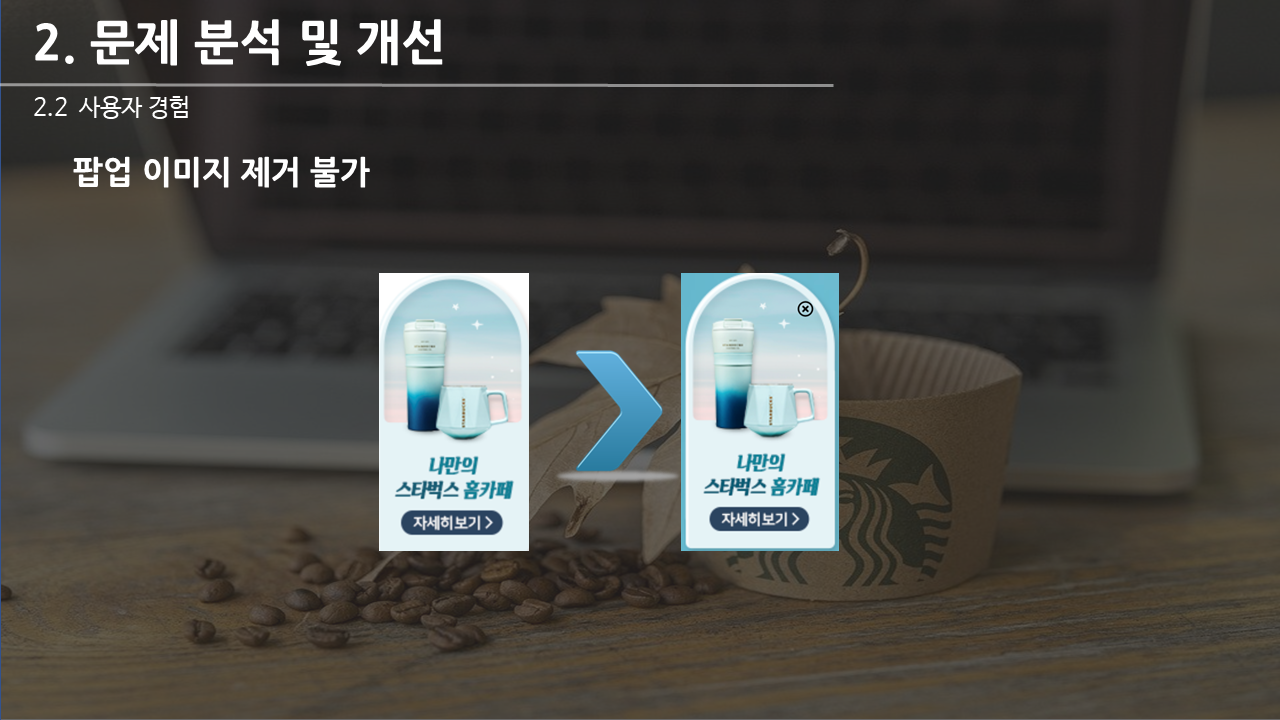 2. 문제 분석 및 개선
2.2 사용자 경험
팝업 이미지 제거 불가
나만의
스타벅스 홈카페
자세히보기 >
나만의
스타벅스 홈카페
자세히보기 >